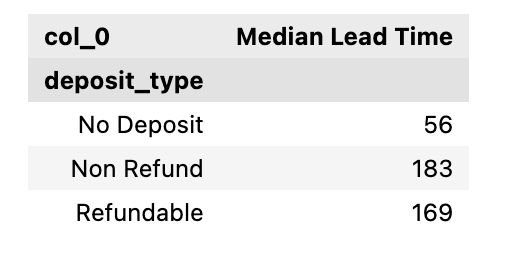 col_0 Median Lead Time
deposit_type
No Deposit 56
Non Refund 183
Refundable 169